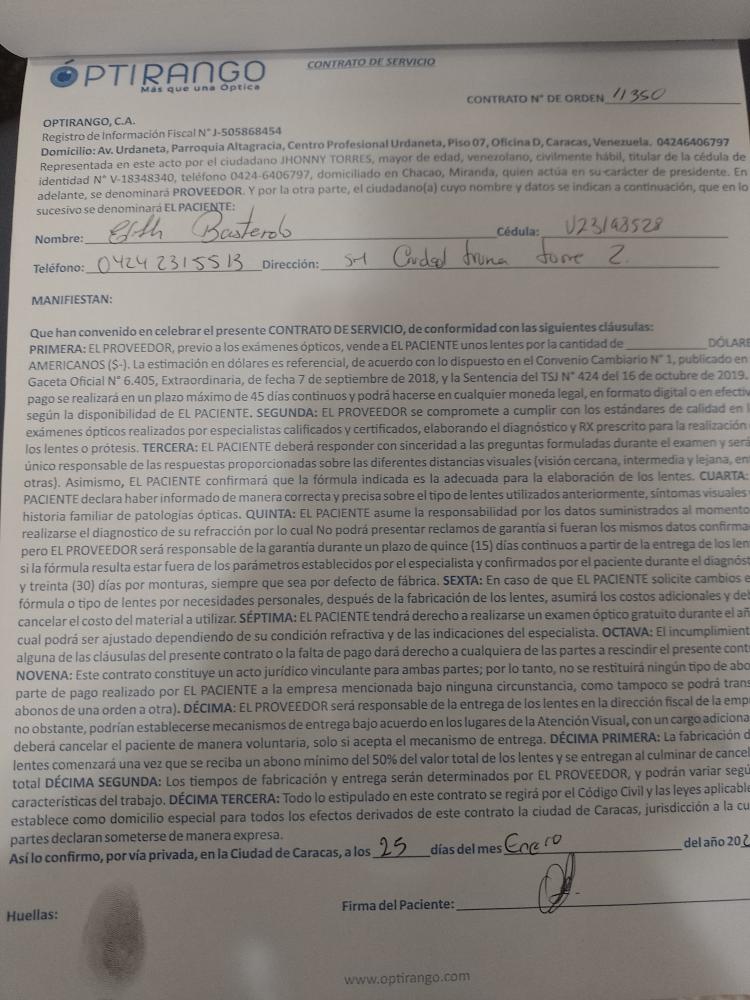 ÓPTIRANGO
Más que una Óptica
CONTRATO DE SERVICIO
CONTRATO N° DE ORDEN 11350
OPTIRANGO, C.A.
Registro de Información Fiscal N° J-505868454
Domicilio: Av. Urdaneta, Parroquia Altagracia, Centro Profesional Urdaneta, Piso 07, Oficina D, Caracas, Venezuela. 04246406797
Representada en este acto por el ciudadano JHONNY TORRES, mayor de edad, venezolano, civilmente hábil, titular de la cédula de
identidad N° V-18348340, teléfono 0424-6406797, domiciliado en Chacao, Miranda, quien actúa en su carácter de presidente. En
adelante, se denominará PROVEEDOR. Y por la otra parte, el ciudadano(a) cuyo nombre y datos se indican a continuación, que en lo
sucesivo se denominará EL PACIENTE:
Nombre: Cédula:
Teléfono: 0424 2315513 Dirección: Torre 2.
MANIFIESTAN:
Que han convenido en celebrar el presente CONTRATO DE SERVICIO, de conformidad con las siguientes cláusulas:
PRIMERA: EL PROVEEDOR, previo a los exámenes ópticos, vende a EL PACIENTE unos lentes por la cantidad de DÓLARE
AMERICANOS ($-). La estimación en dólares es referencial, de acuerdo con lo dispuesto en el Convenio Cambiario N° 1, publicado en
Gaceta Oficial N° 6.405, Extraordinaria, de fecha 7 de septiembre de 2018, y la Sentencia del TSJ N° 424 del 16 de octubre de 2019.
pago se realizará en un plazo máximo de 45 días continuos y podrá hacerse en cualquier moneda legal, en formato digital o en efectiv
según la disponibilidad de EL PACIENTE. SEGUNDA: EL PROVEEDOR se compromete a cumplir con los estándares de calidad en l
exámenes ópticos realizados por especialistas calificados y certificados, elaborando el diagnóstico y RX prescrito para la realización
los lentes o prótesis. TERCERA: EL PACIENTE deberá responder con sinceridad a las preguntas formuladas durante el examen y será
único responsable de las respuestas proporcionadas sobre las diferentes distancias visuales (visión cercana, intermedia y lejana, en
otras). Asimismo, EL PACIENTE confirmará que la fórmula indicada es la adecuada para la elaboración de los lentes. CUARTA:
PACIENTE declara haber informado de manera correcta y precisa sobre el tipo de lentes utilizados anteriormente, síntomas visuales
historia familiar de patologías ópticas. QUINTA: EL PACIENTE asume la responsabilidad por los datos suministrados al momento
realizarse el diagnostico de su refracción por lo cual No podrá presentar reclamos de garantía si fueran los mismos datos confirma
pero EL PROVEEDOR será responsable de la garantía durante un plazo de quince (15) días continuos a partir de la entrega de los len
si la fórmula resulta estar fuera de los parámetros establecidos por el especialista y confirmados por el paciente durante el diagnóst
y treinta (30) días por monturas, siempre que sea por defecto de fábrica. SEXTA: En caso de que EL PACIENTE solicite cambios e
fórmula o tipo de lentes por necesidades personales, después de la fabricación de los lentes, asumirá los costos adicionales y del
cancelar el costo del material a utilizar. SÉPTIMA: EL PACIENTE tendrá derecho a realizarse un examen óptico gratuito durante el añ
cual podrá ser ajustado dependiendo de su condición refractiva y de las indicaciones del especialista. OCTAVA: El incumplimient
alguna de las cláusulas del presente contrato o la falta de pago dará derecho a cualquiera de las partes a rescindir el presente cont
NOVENA: Este contrato constituye un acto jurídico vinculante para ambas partes; por lo tanto, no se restituirá ningún tipo de abo
parte de pago realizado por EL PACIENTE a la empresa mencionada bajo ninguna circunstancia, como tampoco se podrá trans
abonos de una orden a otra). DÉCIMA: EL PROVEEDOR será responsable de la entrega de los lentes en la dirección fiscal de la emp
no obstante, podrían establecerse mecanismos de entrega bajo acuerdo en los lugares de la Atención Visual, con un cargo adiciona
deberá cancelar el paciente de manera voluntaria, solo si acepta el mecanismo de entrega. DÉCIMA PRIMERA: La fabricación d
lentes comenzará una vez que se reciba un abono mínimo del 50% del valor total de los lentes y se entregan al culminar de cancel
total DÉCIMA SEGUNDA: Los tiempos de fabricación y entrega serán determinados por EL PROVEEDOR, y podrán variar segú
características del trabajo. DÉCIMA TERCERA: Todo lo estipulado en este contrato se regirá por el Código Civil y las leyes aplicable
establece como domicilio especial para todos los efectos derivados de este contrato la ciudad de Caracas, jurisdicción a la cu
partes declaran someterse de manera expresa.
Así lo confirmo, por vía privada, en la Ciudad de Caracas, a los 25 días del mes Enero del año 202
Huellas:
Firma del Paciente:
www.optirango.com